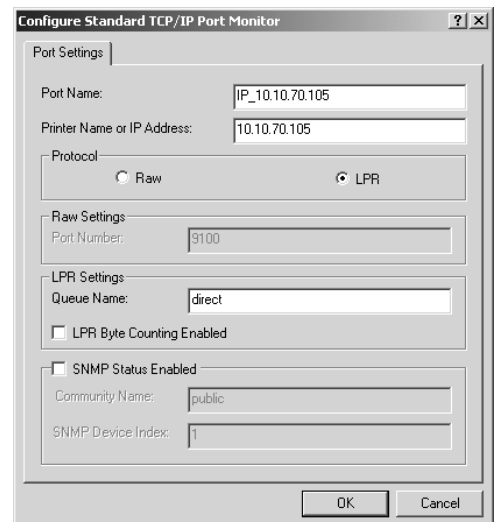 Configure Standard TCP/IP Port Monitor
Port Settings
Port Name: IP_10.10.70.105
Printer Name or IP Address: 10.10.70.105
Protocol
Raw LPR
Raw Settings
Port Number: 9100
LPR Settings
Queue Name: direct
LPR Byte Counting Enabled
SNMP Status Enabled
Community Name: public
SNMP Device Index: 1
OK Cancel